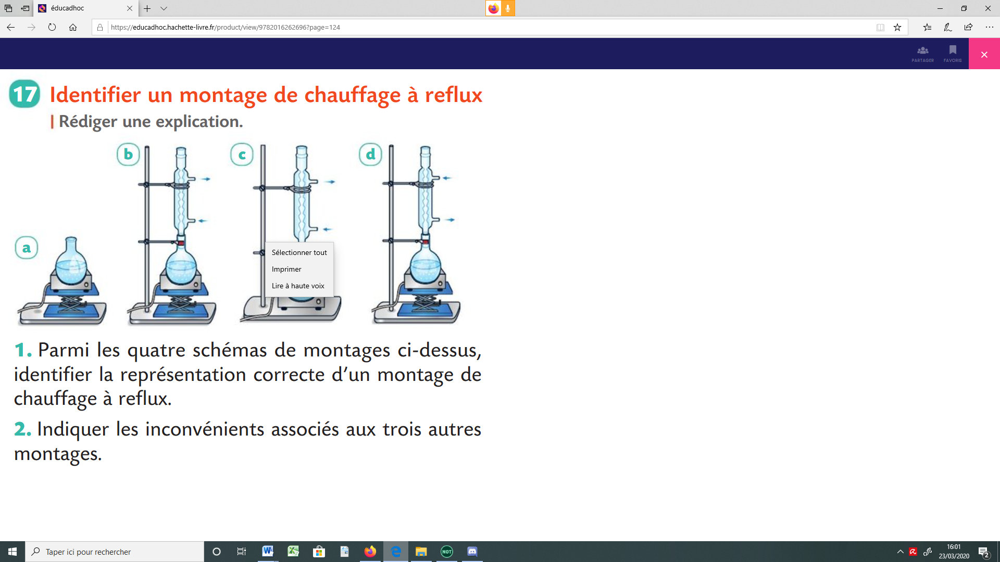 éducadhoc
https://educadhoc.hachette-livre.fr/product/view/9782016262696?page=124
PARTAGER
FAVORIS
17 Identifier un montage de chauffage à reflux
Rédiger une explication.
a
b
c
d
Sélectionner tout
Imprimer
Lire à haute voix
1. Parmi les quatre schémas de montages ci-dessus,
identifier la représentation correcte d’un montage de
chauffage à reflux.
2. Indiquer les inconvénients associés aux trois autres
montages.
Taper ici pour rechercher
NOT
16:01
23/03/2020
2